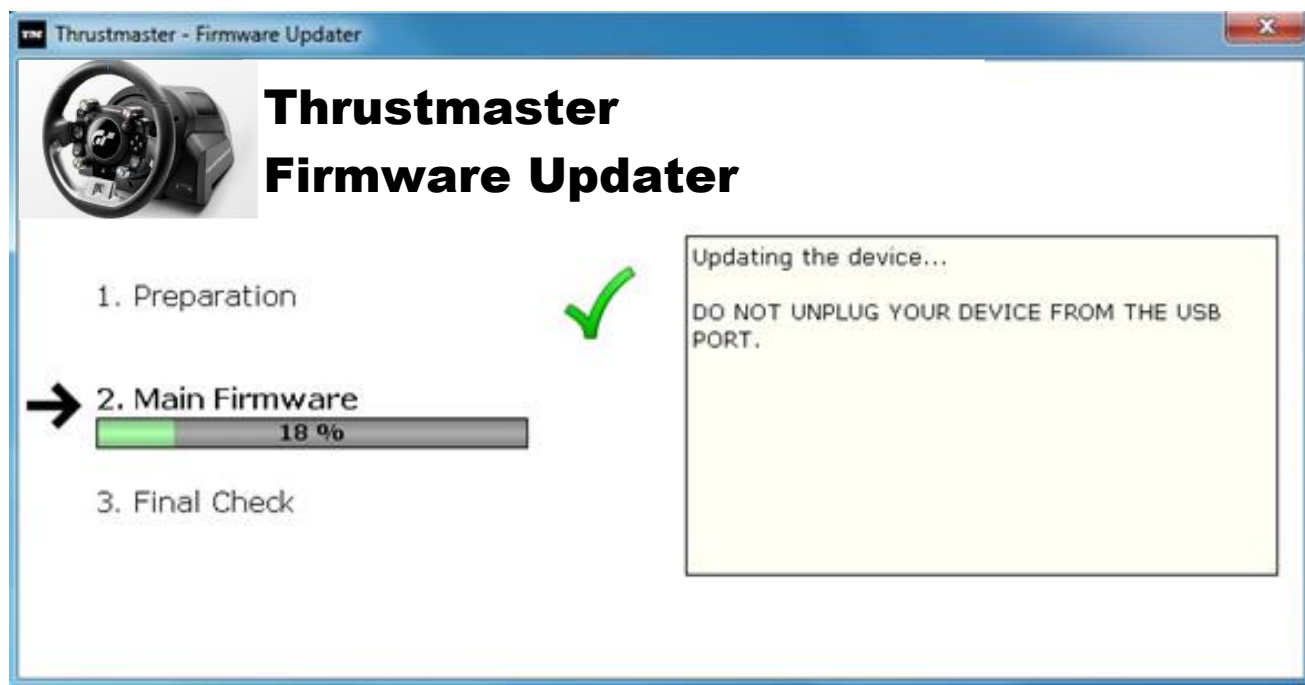 Thrustmaster - Firmware Updater
Thrustmaster
Firmware Updater
1. Preparation
2. Main Firmware
18 %
3. Final Check
Updating the device...
DO NOT UNPLUG YOUR DEVICE FROM THE USB
PORT.